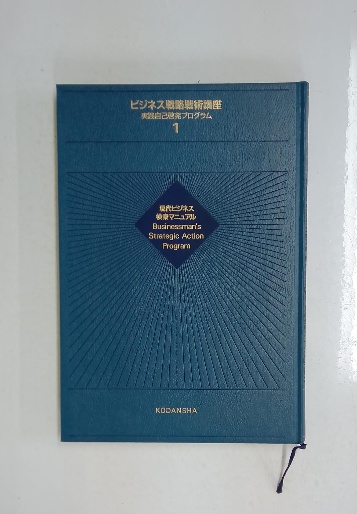 ビジネス戦略戦術講座
実践自己啓発プログラム
1
現代ビジネス
検索マニュアル
Businessman's
Strategic Action
Program
KODANSHA